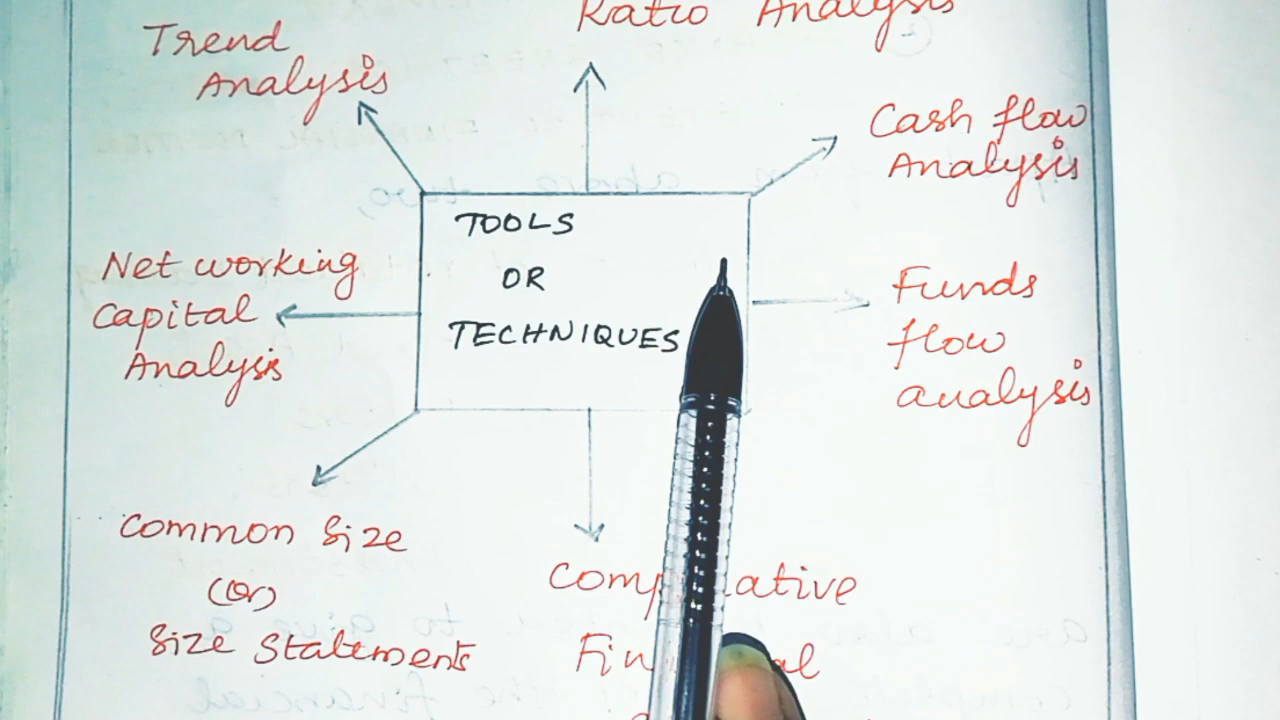 Ratio Analysis
Trend
Analysis
Cash flow
Analysis
TOOLS
OR
TECHNIQUES
Net working
Capital
Analysis
Funds
flow
analysis
Common Size
(or)
Size Statements